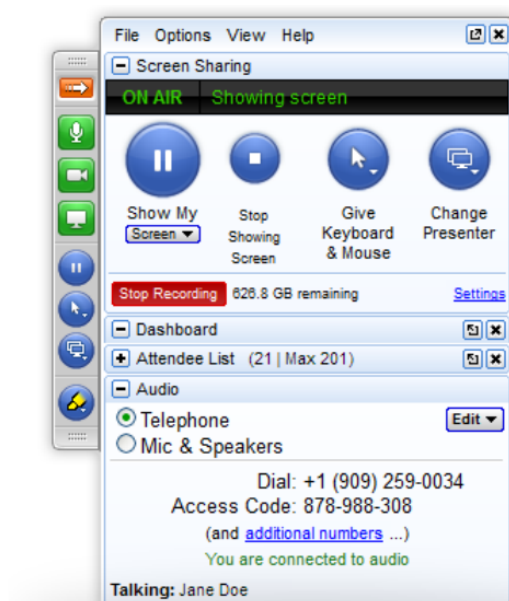 File Options View Help
Screen Sharing
ON AIR Showing screen
Show My
Screen
Stop
Showing
Screen
Give
Keyboard
& Mouse
Change
Presenter
Stop Recording 626.8 GB remaining Settings
Dashboard
Attendee List (21 | Max 201)
Audio
Telephone Edit
Mic & Speakers
Dial: +1 (909) 259-0034
Access Code: 878-988-308
(and additional numbers ...)
You are connected to audio
Talking: Jane Doe